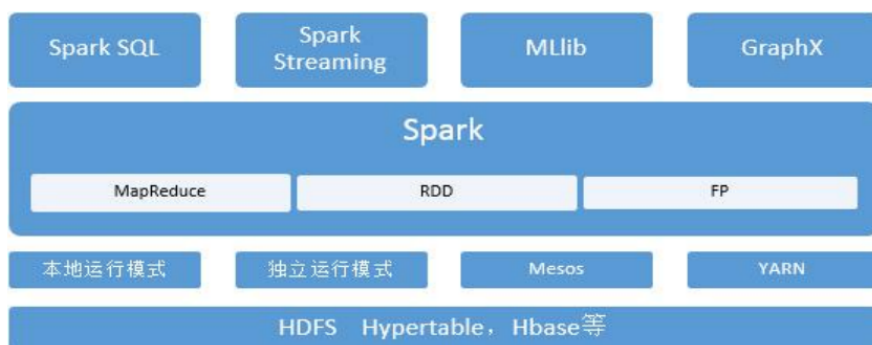 Spark SQL
Spark
Streaming
MLlib
GraphX
Spark
MapReduce
RDD
FP
本地运行模式
独立运行模式
Mesos
YARN
HDFS Hypertable，Hbase等